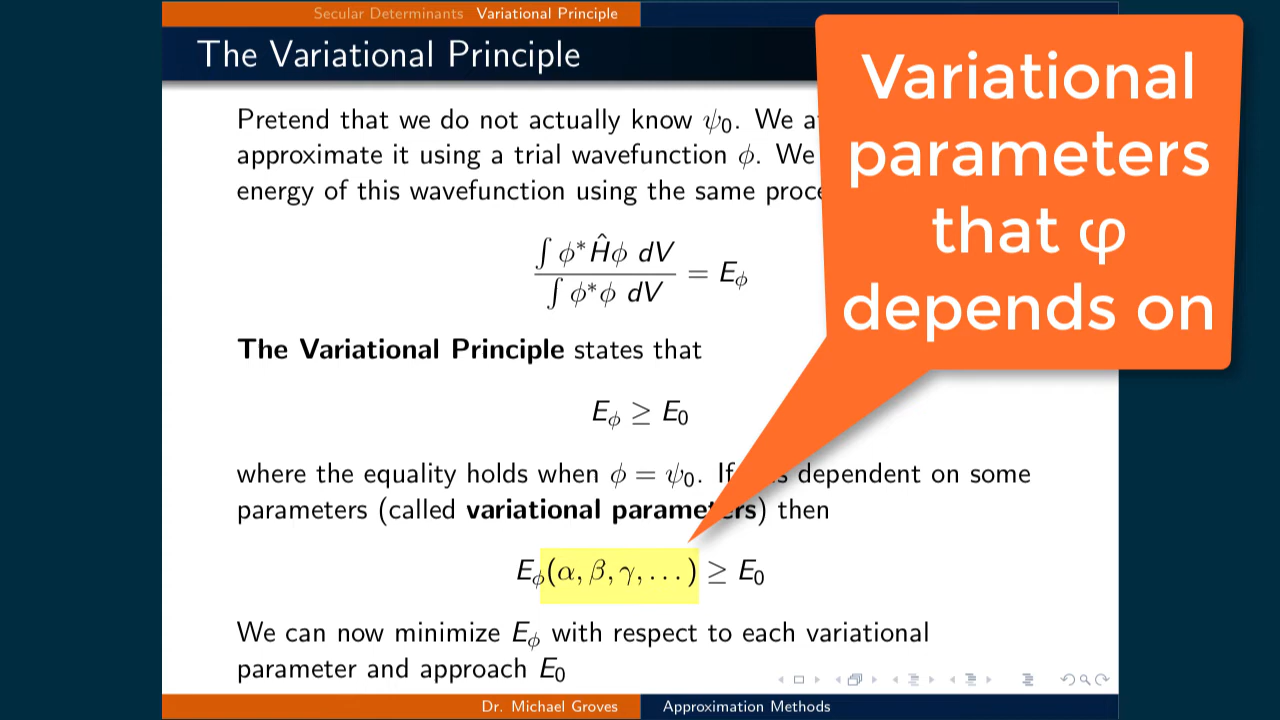 Secular Determinants Variational Principle
The Variational Principle
Pretend that we do not actually know ψ₀. We
approximate it using a trial wavefunction ϕ. We
energy of this wavefunction using the same
∫ ϕ*Ĥϕ dV
∫ ϕ*ϕ dV
= E_ϕ
The Variational Principle states that
E_ϕ ≥ E₀
where the equality holds when ϕ = ψ₀. If dependent on some
parameters (called variational parameters) then
E_ϕ(α, β, γ, . . . ) ≥ E₀
We can now minimize E_ϕ with respect to each variational
parameter and approach E₀
Dr. Michael Groves Approximation Methods
Variational
parameters
that φ
depends on